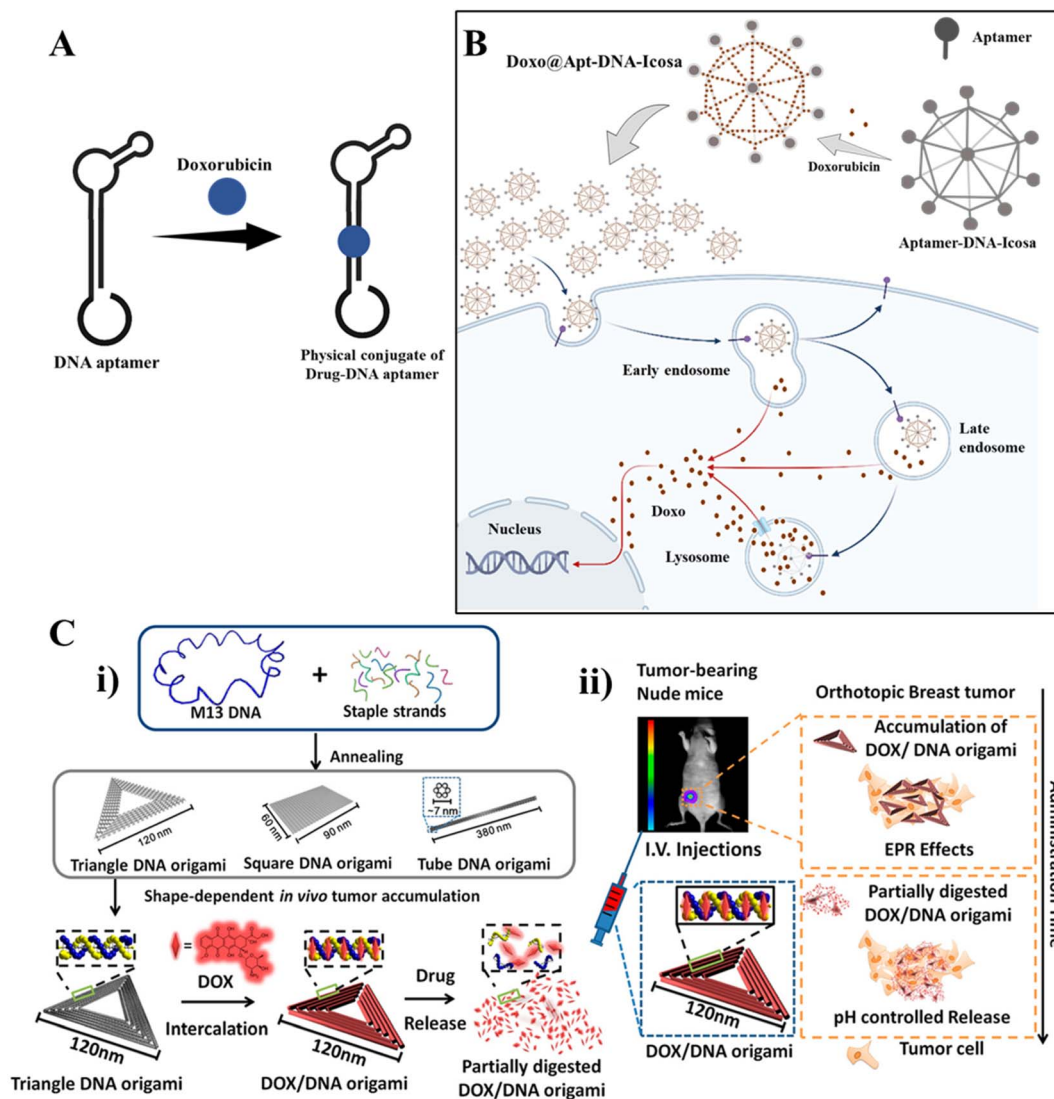 A
Doxorubicin
DNA aptamer
Physical conjugate of
Drug-DNA aptamer
B
Doxo@Apt-DNA-Icosa
Aptamer
Doxorubicin
Aptamer-DNA-Icosa
Early endosome
Late
endosome
Doxo
Nucleus
Lysosome
C
i)
M13 DNA
+
Staple strands
Annealing
120 nm
60 nm
90 nm
~7 nm
380 nm
Triangle DNA origami
Square DNA origami
Tube DNA origami
Shape-dependent in vivo tumor accumulation
=
DOX
Intercalation
Drug
Release
120nm
120nm
Triangle DNA origami
DOX/DNA origami
Partially digested
DOX/DNA origami
ii)
Tumor-bearing
Nude mice
I.V. Injections
120nm
DOX/DNA origami
Orthotopic Breast tumor
Accumulation of
DOX/ DNA origami
EPR Effects
Partially digested
DOX/DNA origami
pH controlled Release
Tumor cell